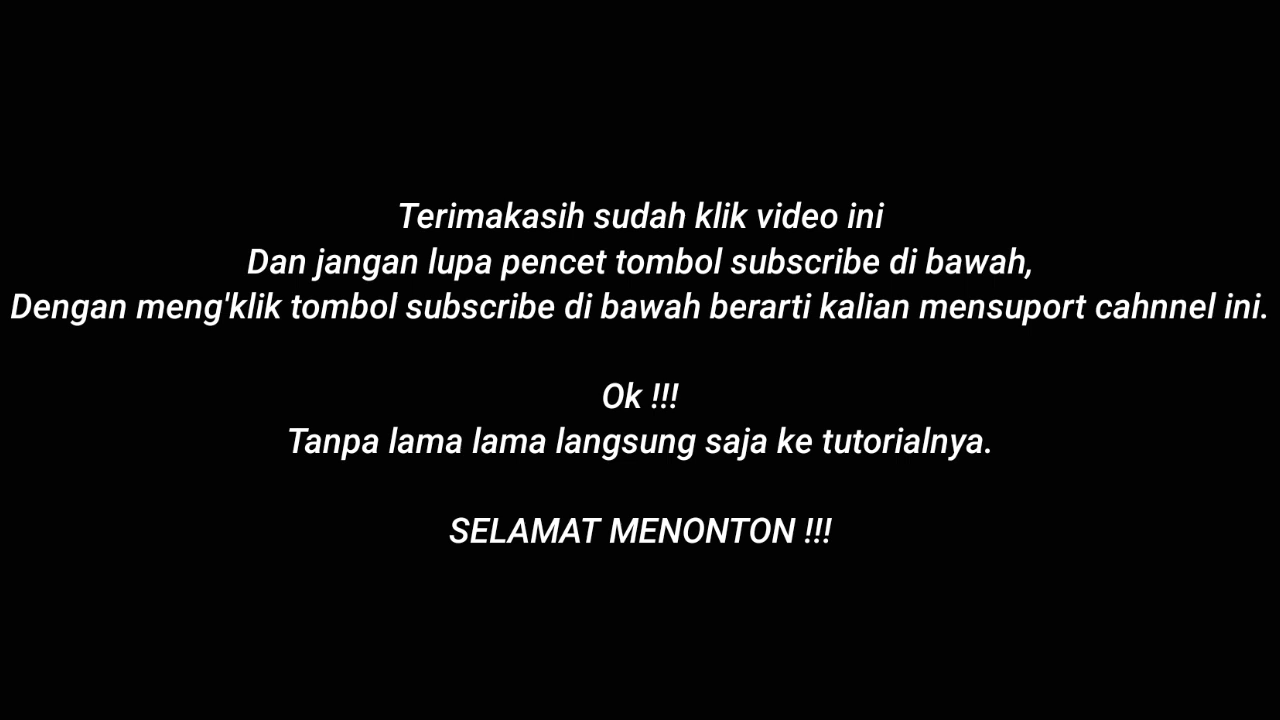 Terimakasih sudah klik video ini
Dan jangan lupa pencet tombol subscribe di bawah,
Dengan meng'klik tombol subscribe di bawah berarti kalian mensuport cahnnel ini.
Ok !!!
Tanpa lama lama langsung saja ke tutorialnya.
SELAMAT MENONTON !!!